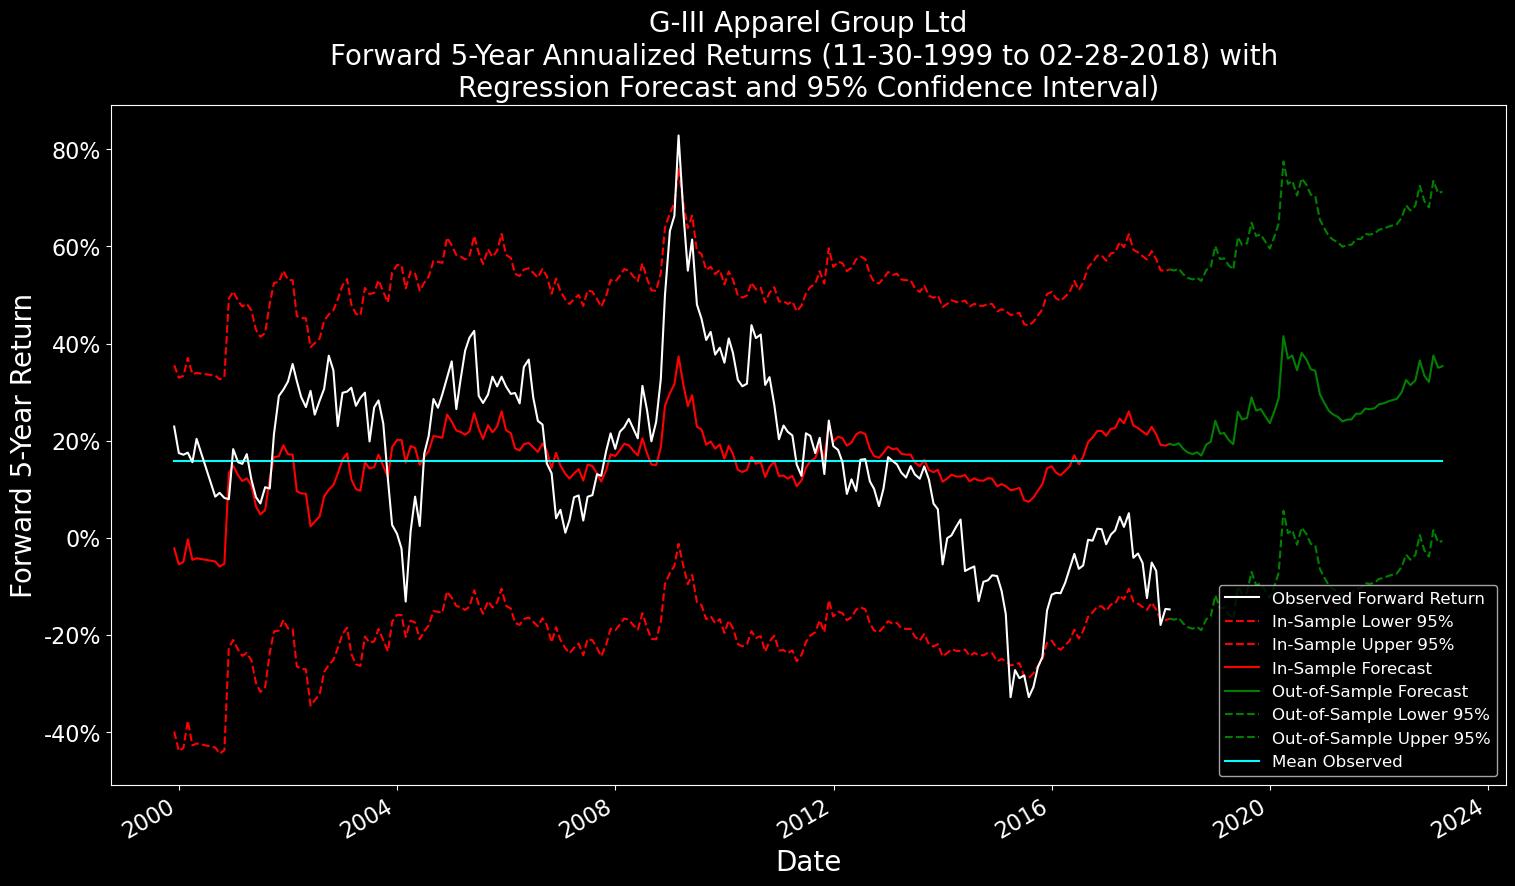 G-III Apparel Group Ltd
Forward 5-Year Annualized Returns (11-30-1999 to 02-28-2018) with
Regression Forecast and 95% Confidence Interval)
Forward 5-Year Return
80%
60%
40%
20%
0%
-20%
-40%
Observed Forward Return
In-Sample Lower 95%
In-Sample Upper 95%
In-Sample Forecast
Out-of-Sample Forecast
Out-of-Sample Lower 95%
Out-of-Sample Upper 95%
Mean Observed
2000
2004
2008
2012
2016
2020
2024
Date